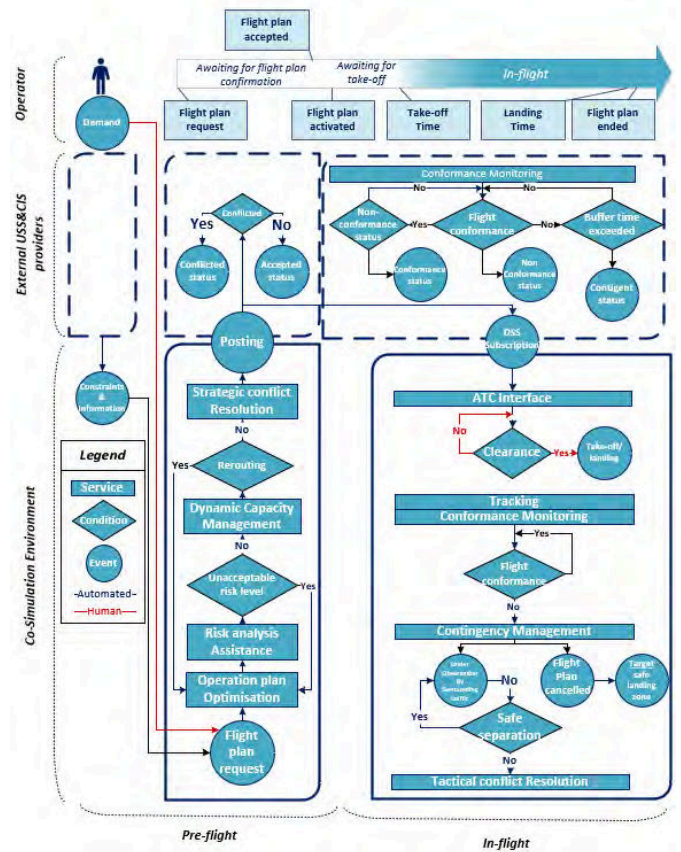 Flight plan
accepted
Awaiting for flight plan
confirmation
Awaiting for
take-off
In-flight
Operator
Demand
Flight plan
request
Flight plan
activated
Take-off
Time
Landing
Time
Flight plan
ended
External USS&CIS
providers
Conflicted
Yes
No
Conflicted
status
Accepted
status
Conformance Monitoring
No
No
Non-
conformance
status
Yes
Flight
conformance
No
Buffer time
exceeded
Conformance
status
Non
Conformance
status
Contigent
status
Posting
DSS
Subscription
Co-Simulation Environment
Constraints
&
Information
Strategic conflict
Resolution
No
Yes
Rerouting
Dynamic Capacity
Management
No
Unacceptable
risk level
Yes
Risk analysis
Assistance
Operation plan
Optimisation
Flight
plan
request
Legend
Service
Condition
Event
-Automated-
-Human-
ATC Interface
No
Clearance
Yes
Take-off/
landing
Tracking
Conformance Monitoring
Yes
Flight
conformance
No
Contingency Management
No
Flight
Plan
cancelled
Target
safe
landing
zone
Yes
Safe
separation
No
Tactical conflict Resolution
Pre-flight
In-flight